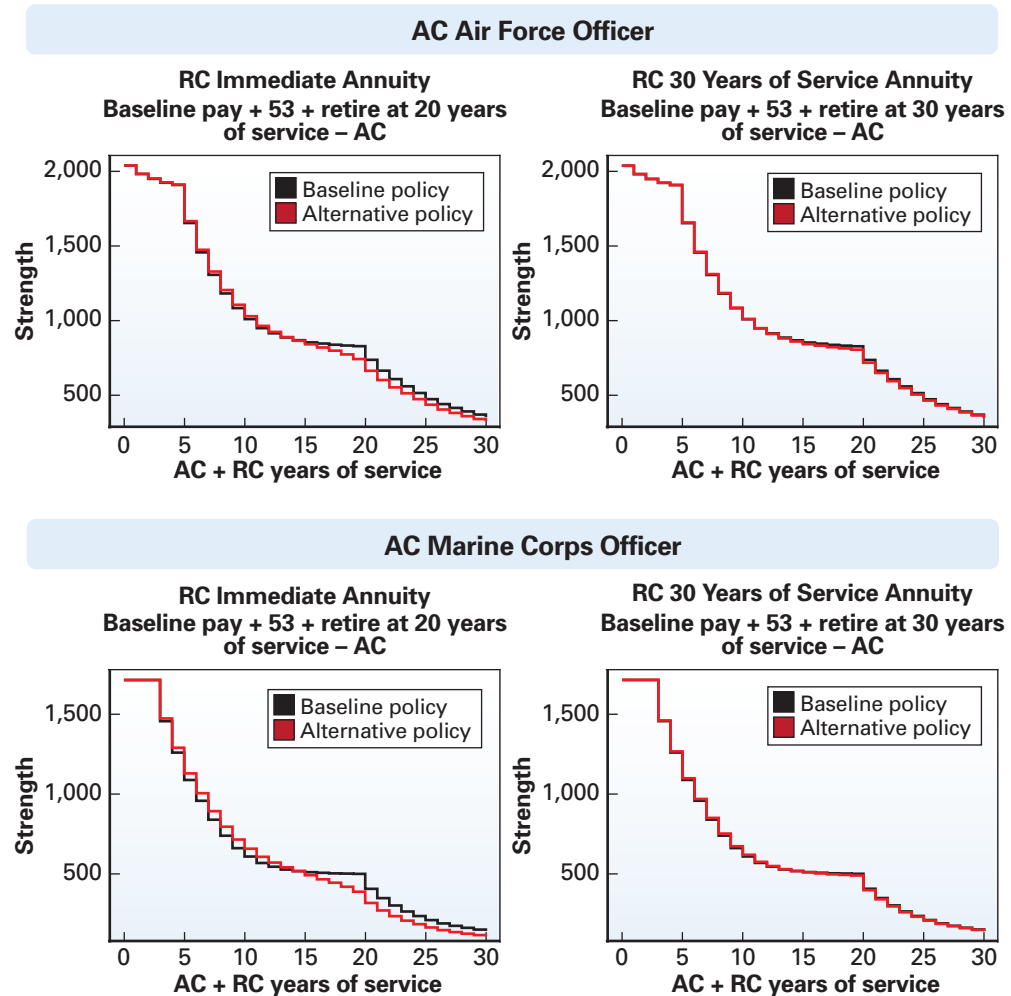 AC Air Force Officer
RC Immediate Annuity
Baseline pay + 53 + retire at 20 years
of service – AC
2,000
1,500
1,000
500
Strength
Baseline policy
Alternative policy
0 5 10 15 20 25 30
AC + RC years of service
RC 30 Years of Service Annuity
Baseline pay + 53 + retire at 30 years
of service – AC
2,000
1,500
1,000
500
Strength
Baseline policy
Alternative policy
0 5 10 15 20 25 30
AC + RC years of service
AC Marine Corps Officer
RC Immediate Annuity
Baseline pay + 53 + retire at 20 years
of service – AC
1,500
1,000
500
Strength
Baseline policy
Alternative policy
0 5 10 15 20 25 30
AC + RC years of service
RC 30 Years of Service Annuity
Baseline pay + 53 + retire at 30 years
of service – AC
1,500
1,000
500
Strength
Baseline policy
Alternative policy
0 5 10 15 20 25 30
AC + RC years of service